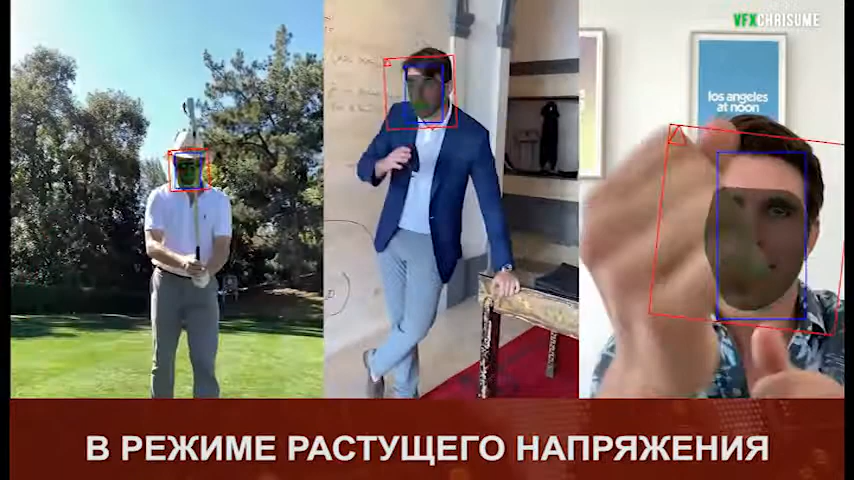 VFXCHRISUME
los angeles
at noon
В РЕЖИМЕ РАСТУЩЕГО НАПРЯЖЕНИЯ